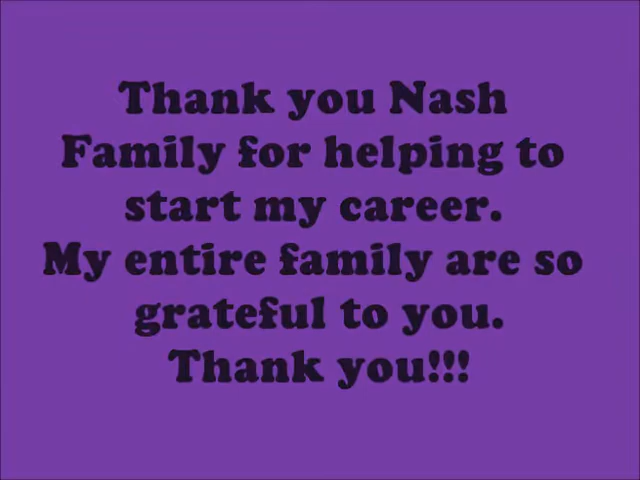 Thank you Nash
Family for helping to
start my career.
My entire family are so
grateful to you.
Thank you!!!